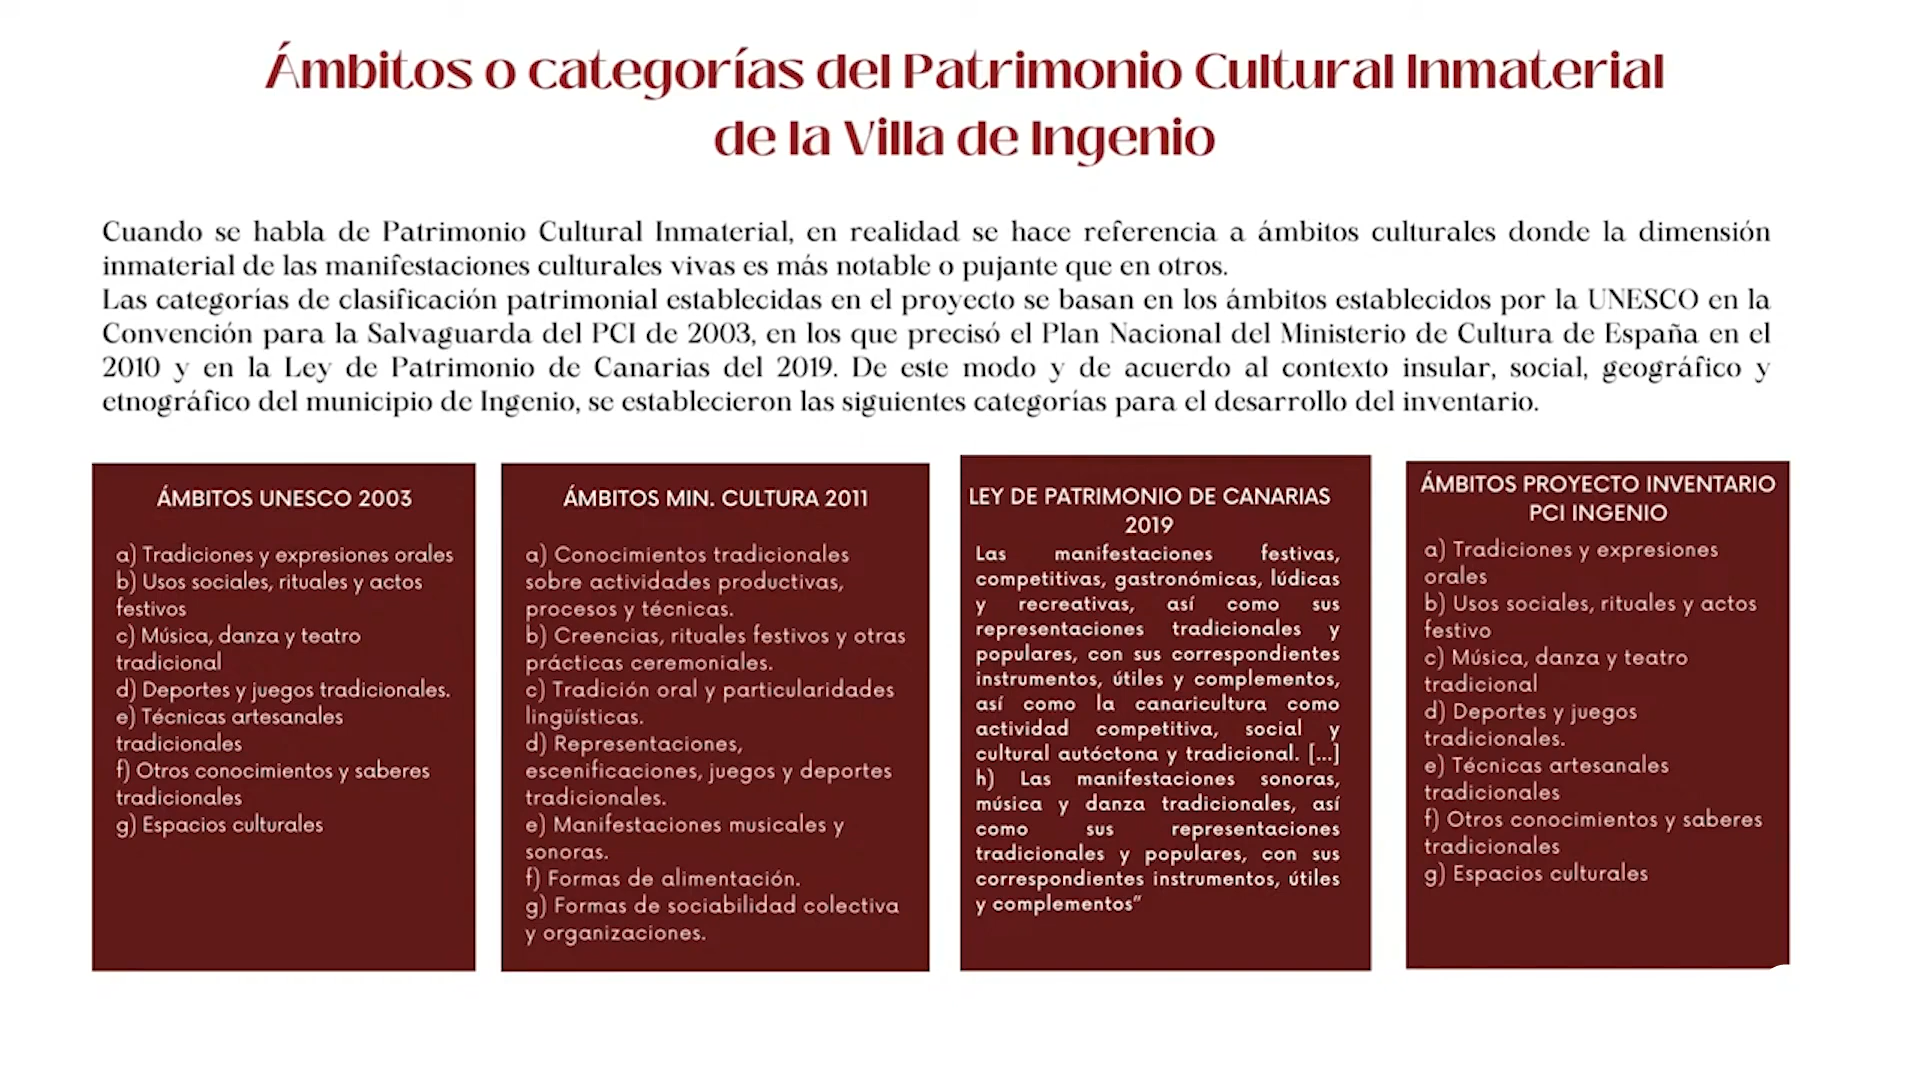 Ámbitos o categorías del Patrimonio Cultural Inmaterial
de la Villa de Ingenio
Cuando se habla de Patrimonio Cultural Inmaterial, en realidad se hace referencia a ámbitos culturales donde la dimensión
inmaterial de las manifestaciones culturales vivas es más notable o pujante que en otros.
Las categorías de clasificación patrimonial establecidas en el proyecto se basan en los ámbitos establecidos por la UNESCO en la
Convención para la Salvaguarda del PCI de 2003, en los que precisó el Plan Nacional del Ministerio de Cultura de España en el
2010 y en la Ley de Patrimonio de Canarias del 2019. De este modo y de acuerdo al contexto insular, social, geográfico y
etnográfico del municipio de Ingenio, se establecieron las siguientes categorías para el desarrollo del inventario.
ÁMBITOS UNESCO 2003
a) Tradiciones y expresiones orales
b) Usos sociales, rituales y actos
festivos
c) Música, danza y teatro
tradicional
d) Deportes y juegos tradicionales.
e) Técnicas artesanales
tradicionales
f) Otros conocimientos y saberes
tradicionales
g) Espacios culturales
ÁMBITOS MIN. CULTURA 2011
a) Conocimientos tradicionales
sobre actividades productivas,
procesos y técnicas.
b) Creencias, rituales festivos y otras
prácticas ceremoniales.
c) Tradición oral y particularidades
lingüísticas.
d) Representaciones,
escenificaciones, juegos y deportes
tradicionales.
e) Manifestaciones musicales y
sonoras.
f) Formas de alimentación.
g) Formas de sociabilidad colectiva
y organizaciones.
LEY DE PATRIMONIO DE CANARIAS
2019
Las manifestaciones festivas,
competitivas, gastronómicas, lúdicas
y recreativas, así como sus
representaciones tradicionales y
populares, con sus correspondientes
instrumentos, útiles y complementos,
así como la canaricultura como
actividad competitiva, social y
cultural autóctona y tradicional. [...]
h) Las manifestaciones sonoras,
música y danza tradicionales, así
como sus representaciones
tradicionales y populares, con sus
correspondientes instrumentos, útiles
y complementos”
ÁMBITOS PROYECTO INVENTARIO
PCI INGENIO
a) Tradiciones y expresiones
orales
b) Usos sociales, rituales y actos
festivo
c) Música, danza y teatro
tradicional
d) Deportes y juegos
tradicionales.
e) Técnicas artesanales
tradicionales
f) Otros conocimientos y saberes
tradicionales
g) Espacios culturales